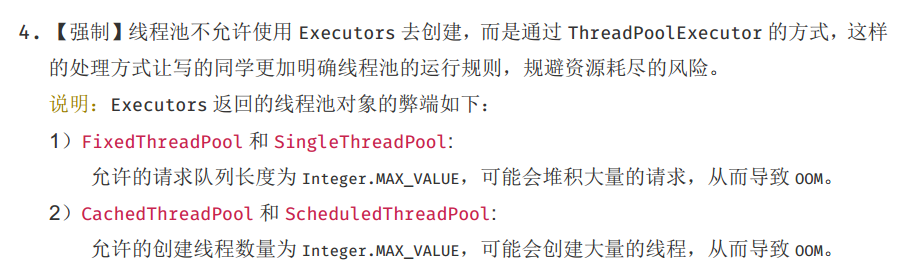 4.【强制】线程池不允许使用 Executors 去创建，而是通过 ThreadPoolExecutor 的方式，这样
的处理方式让写的同学更加明确线程池的运行规则，规避资源耗尽的风险。
说明：Executors 返回的线程池对象的弊端如下：
1）FixedThreadPool 和 SingleThreadPool:
允许的请求队列长度为 Integer.MAX_VALUE，可能会堆积大量的请求，从而导致 OOM。
2）CachedThreadPool 和 ScheduledThreadPool:
允许的创建线程数量为 Integer.MAX_VALUE，可能会创建大量的线程，从而导致 OOM。